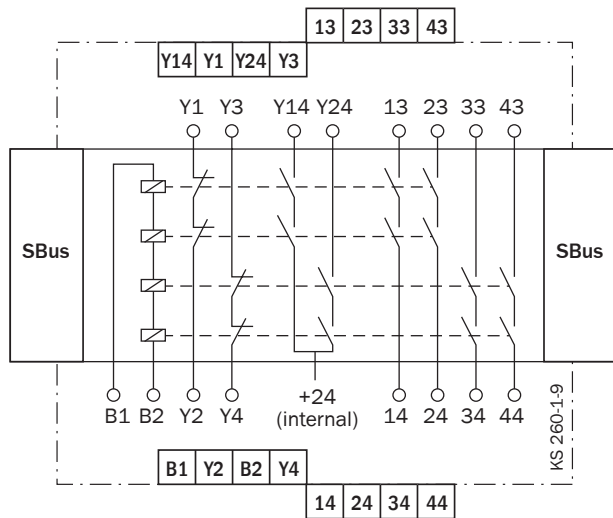 13 23 33 43
Y14 Y1 Y24 Y3
Y1 Y3 Y14 Y24 13 23 33 43
SBus
SBus
B1 B2 Y2 Y4 +24 14 24 34 44
(internal)
KS 260-1-9
B1 Y2 B2 Y4
14 24 34 44